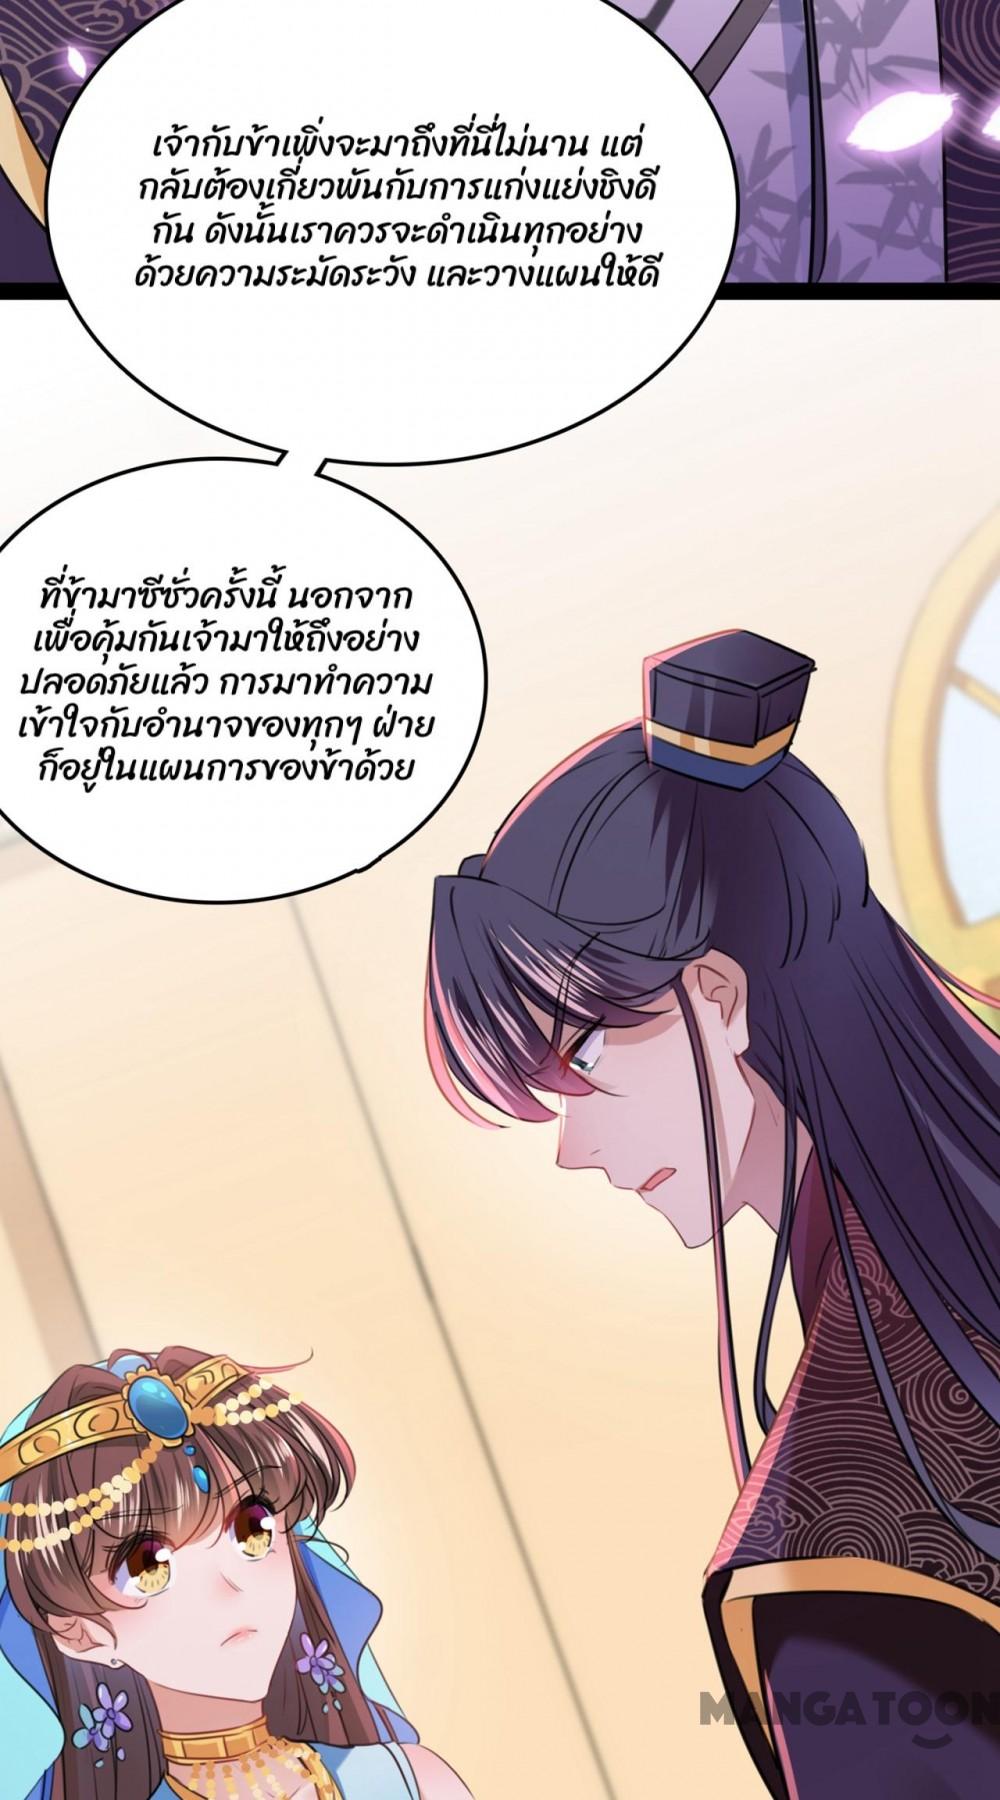 เจ้ากับข้าเพิ่งจะมาถึงที่นี่ไม่นาน แต่
กลับต้องเกี่ยวพันกับการแก่งแย่งชิงดี
กัน ดังนั้นเราควรจะดำเนินทุกอย่าง
ด้วยความระมัดระวัง และวางแผนให้ดี
ที่ข้ามาซีซั่วครั้งนี้ นอกจาก
เพื่อคุ้มกันเจ้ามาให้ถึงอย่าง
ปลอดภัยแล้ว การมาทำความ
เข้าใจกับอำนาจของทุกๆ ฝ่าย
ก็อยู่ในแผนการของข้าด้วย
MANGATOON